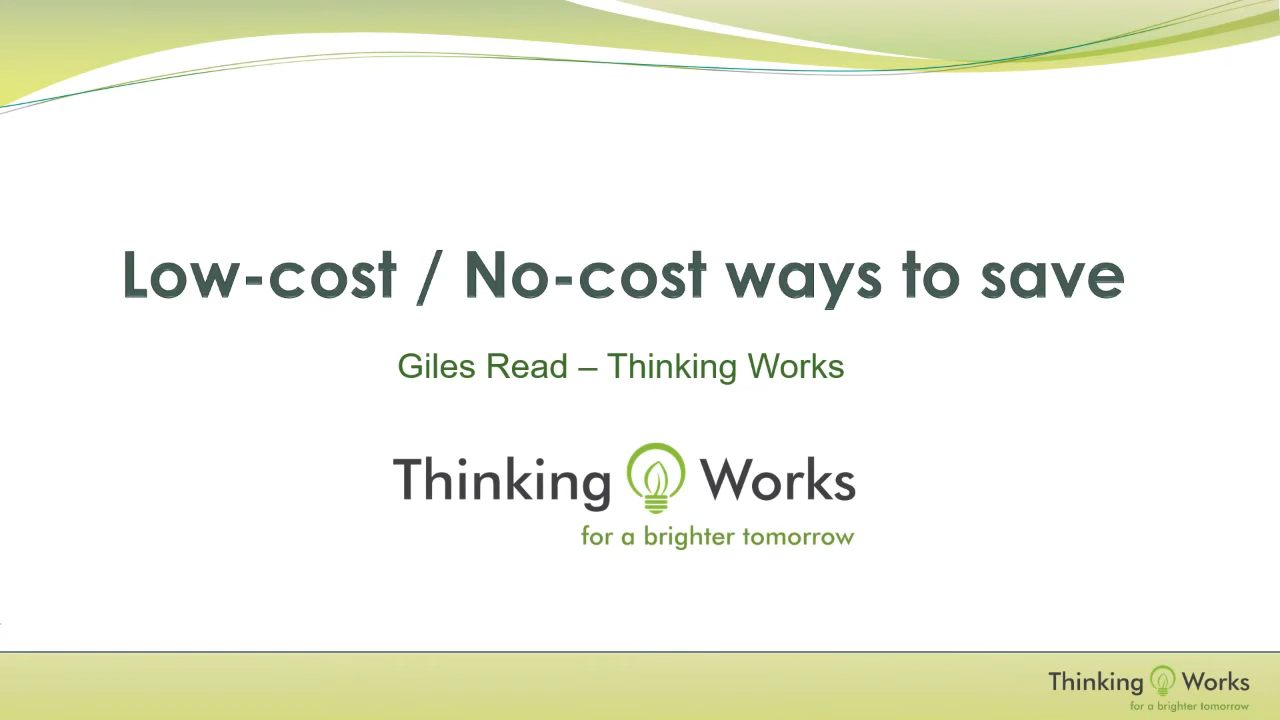 Low-cost / No-cost ways to save
Giles Read – Thinking Works
Thinking Works
for a brighter tomorrow
Thinking Works
for a brighter tomorrow